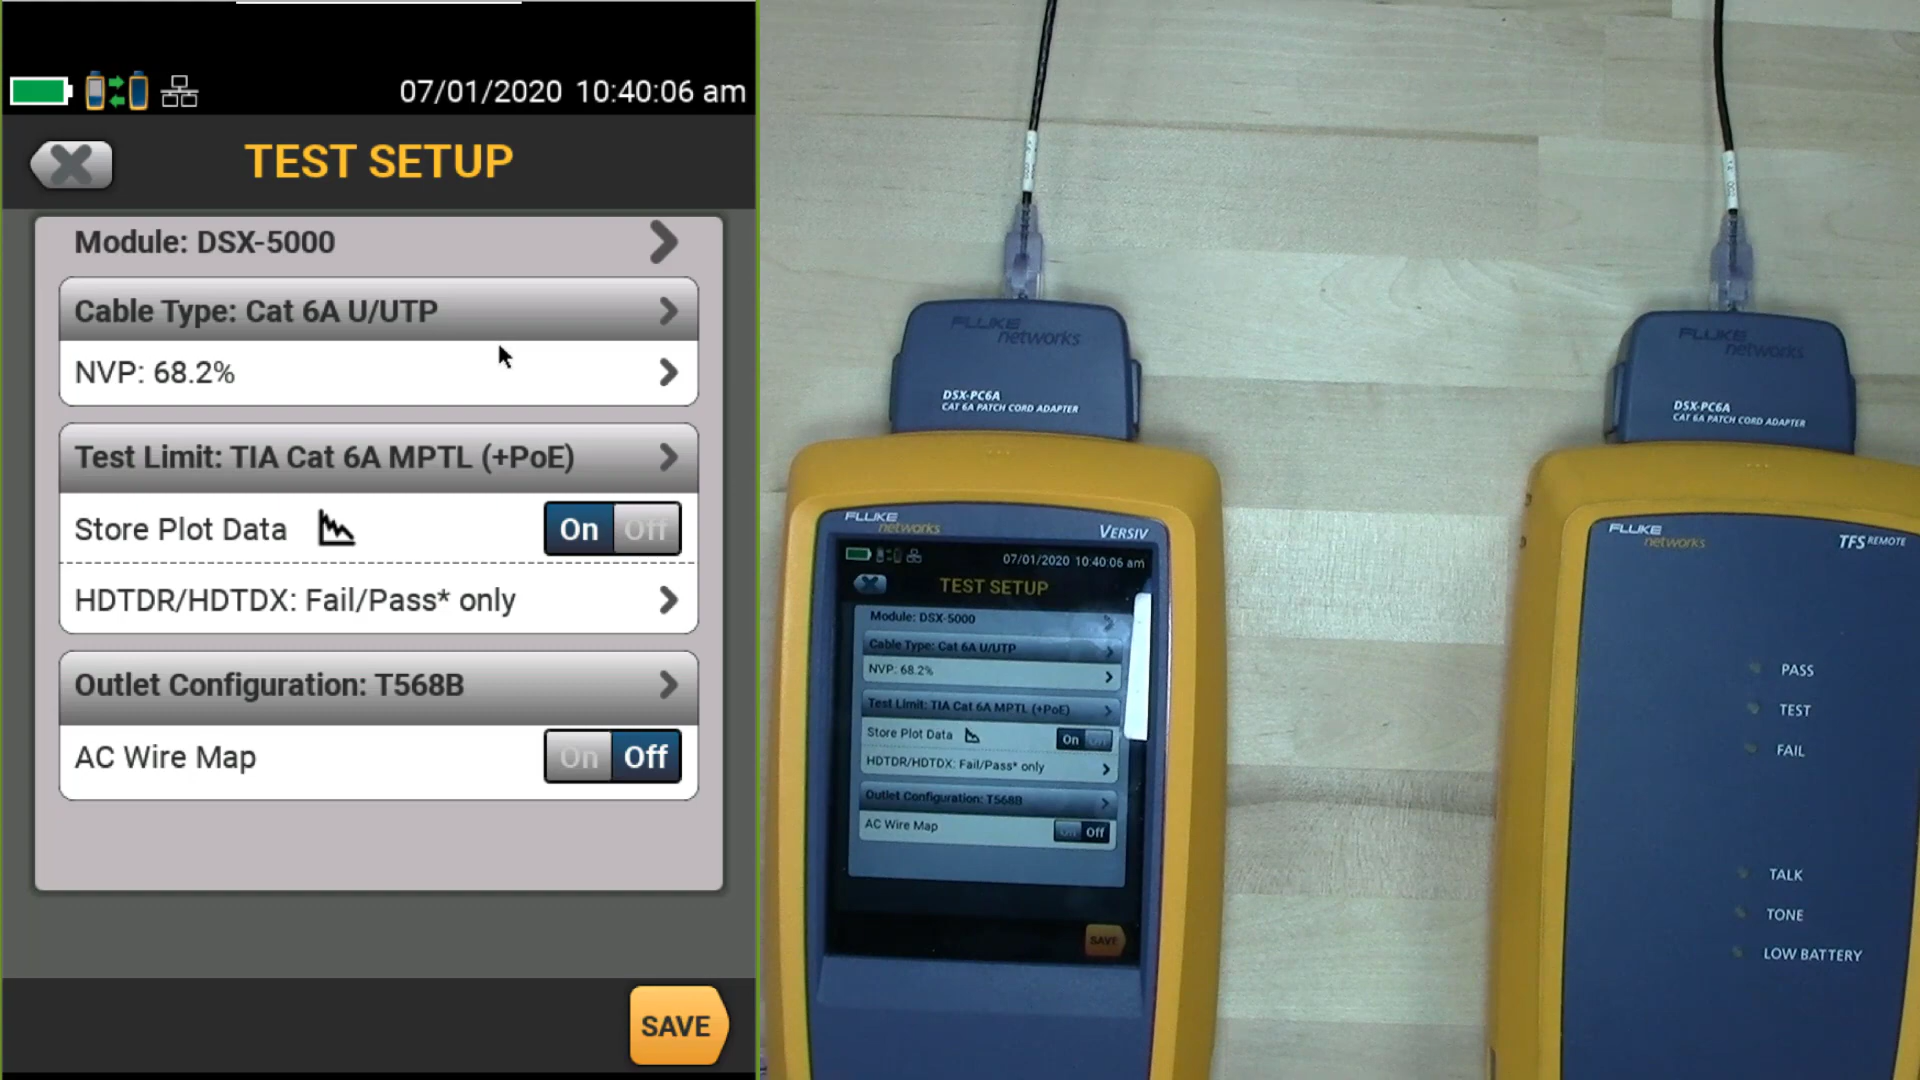 07/01/2020 10:40:06 am
TEST SETUP
Module: DSX-5000
Cable Type: Cat 6A U/UTP
NVP: 68.2%
Test Limit: TIA Cat 6A MPTL (+PoE)
Store Plot Data On Off
HDTDR/HDTDX: Fail/Pass* only
Outlet Configuration: T568B
AC Wire Map On Off
SAVE
FLUKE
networks
DSX-PC6A
CAT 6A PATCH CORD ADAPTER
FLUKE
networks
VERSIV
07/01/2020 10:40:06 am
TEST SETUP
Module: DSX-5000
Cable Type: Cat 6A U/UTP
NVP: 68.2%
Test Limit: TIA Cat 6A MPTL (+PoE)
Store Plot Data On Off
HDTDR/HDTDX: Fail/Pass* only
Outlet Configuration: T568B
AC Wire Map On Off
SAVE
FLUKE
networks
DSX-PC6A
CAT 6A PATCH CORD ADAPTER
FLUKE
networks
TFS REMOTE
PASS
TEST
FAIL
TALK
TONE
LOW BATTERY